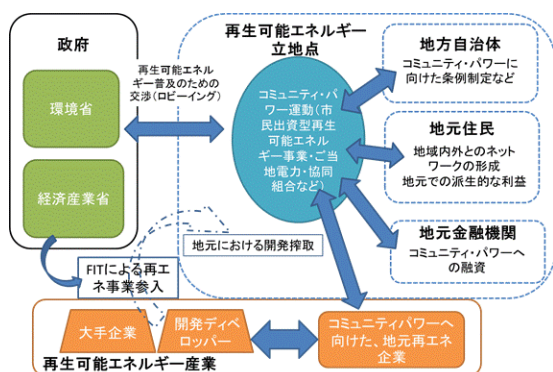 政府
環境省
経済産業省
再生可能エネル
ギー普及のための
交渉(ロビーイング)
再生可能エネルギー
立地点
コミュニティ・パ
ワー運動(市
民出資型再生
可能エネル
ギー事業・ご当
地電力・協同
組合など)
地方自治体
コミュニティ・パワーに
向けた条例制定など
地元住民
地域内外とのネット
ワークの形成
地元での派生的な利益
地元金融機関
コミュニティ・パワーへ
の融資
地元における開発搾取
FITによる再エ
ネ事業参入
大手企業
開発ディベ
ロッパー
コミュニティパワーへ
向けた、地元再エネ
企業
再生可能エネルギー産業